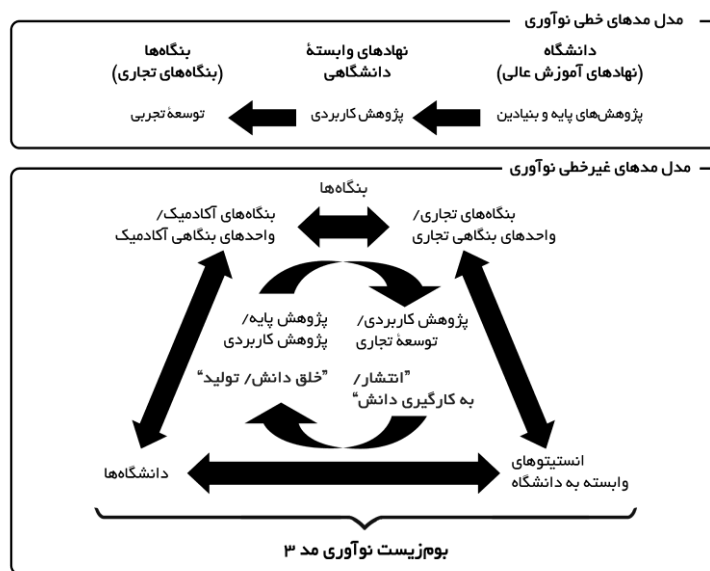 مدل مدهای خطی نوآوری
دانشگاه
(نهادهای آموزش عالی)
نهادهای وابستهٔ
دانشگاهی
بنگاه‌ها
(بنگاه‌های تجاری)
پژوهش‌های پایه و بنیادین
پژوهش کاربردی
توسعهٔ تجربی
مدل مدهای غیرخطی نوآوری
بنگاه‌ها
بنگاه‌های تجاری/
واحدهای بنگاهی تجاری
بنگاه‌های آکادمیک/
واحدهای بنگاهی آکادمیک
پژوهش کاربردی/
توسعهٔ تجاری
پژوهش پایه/
پژوهش کاربردی
"انتشار/
به کارگیری دانش"
"خلق دانش/ تولید"
انستیتوهای
وابسته به دانشگاه
دانشگاه‌ها
بوم‌زیست نوآوری مد ۳